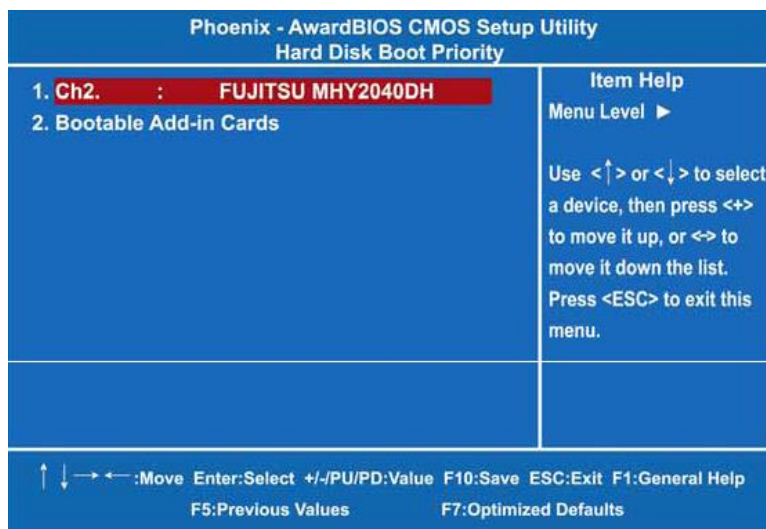 Phoenix - AwardBIOS CMOS Setup Utility
Hard Disk Boot Priority
1. Ch2. : FUJITSU MHY2040DH
2. Bootable Add-in Cards
Item Help
Menu Level ►
Use <↑> or <↓> to select
a device, then press <+>
to move it up, or <-> to
move it down the list.
Press <ESC> to exit this
menu.
↑ ↓ → ← :Move Enter:Select +/-/PU/PD:Value F10:Save ESC:Exit F1:General Help
F5:Previous Values F7:Optimized Defaults